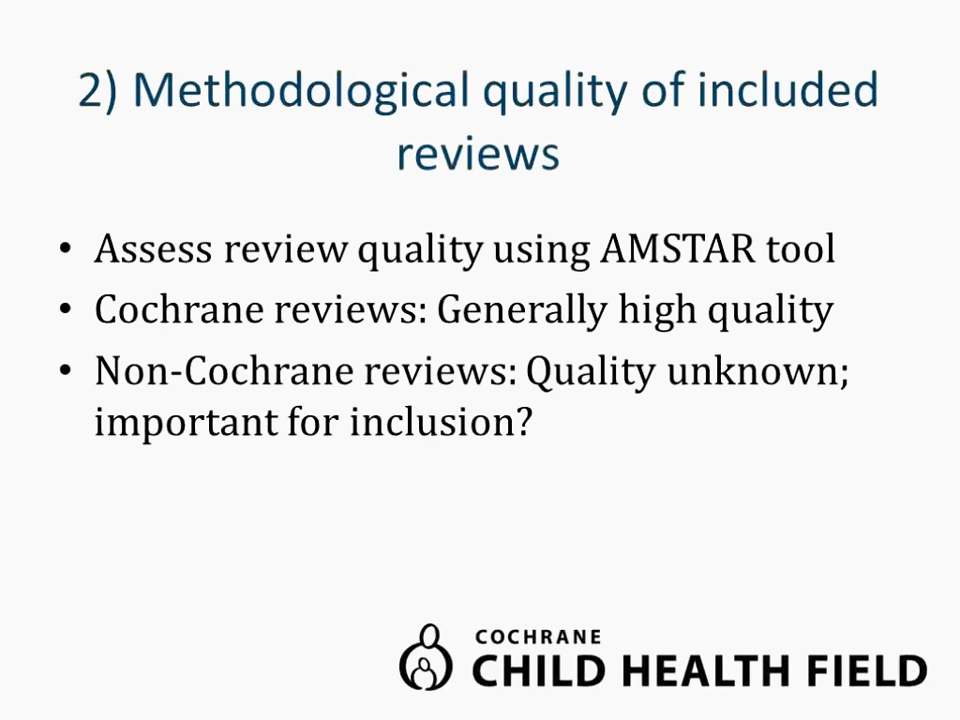 2) Methodological quality of included
reviews
• Assess review quality using AMSTAR tool
• Cochrane reviews: Generally high quality
• Non-Cochrane reviews: Quality unknown;
important for inclusion?
COCHRANE
CHILD HEALTH FIELD